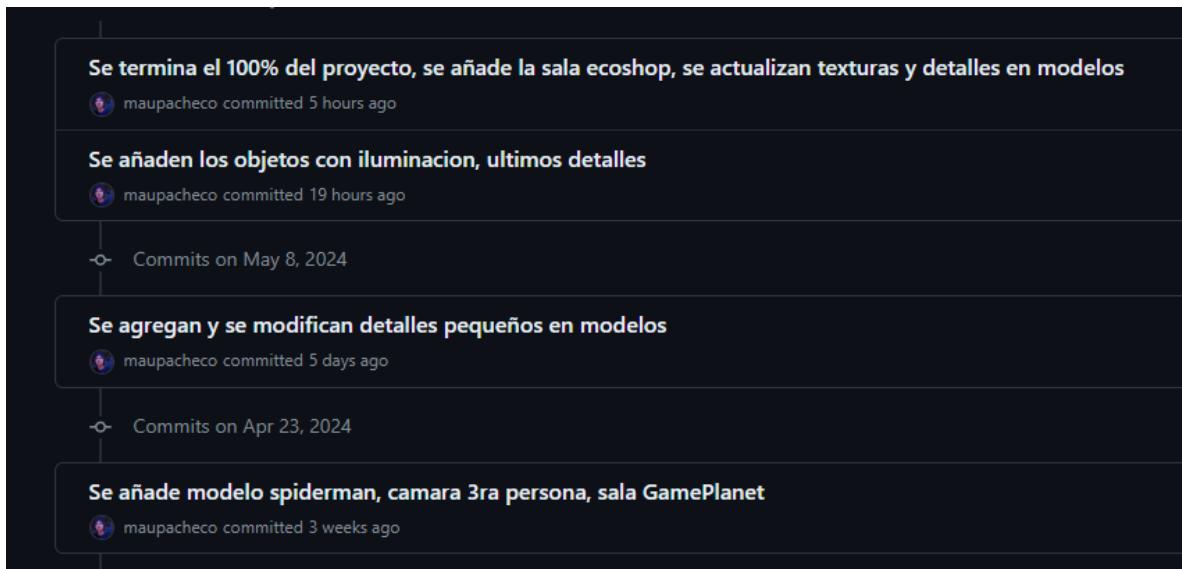 Se termina el 100% del proyecto, se añade la sala ecoshop, se actualizan texturas y detalles en modelos
maupacheco committed 5 hours ago
Se añaden los objetos con iluminacion, ultimos detalles
maupacheco committed 19 hours ago
Commits on May 8, 2024
Se agregan y se modifican detalles pequeños en modelos
maupacheco committed 5 days ago
Commits on Apr 23, 2024
Se añade modelo spiderman, camara 3ra persona, sala GamePlanet
maupacheco committed 3 weeks ago